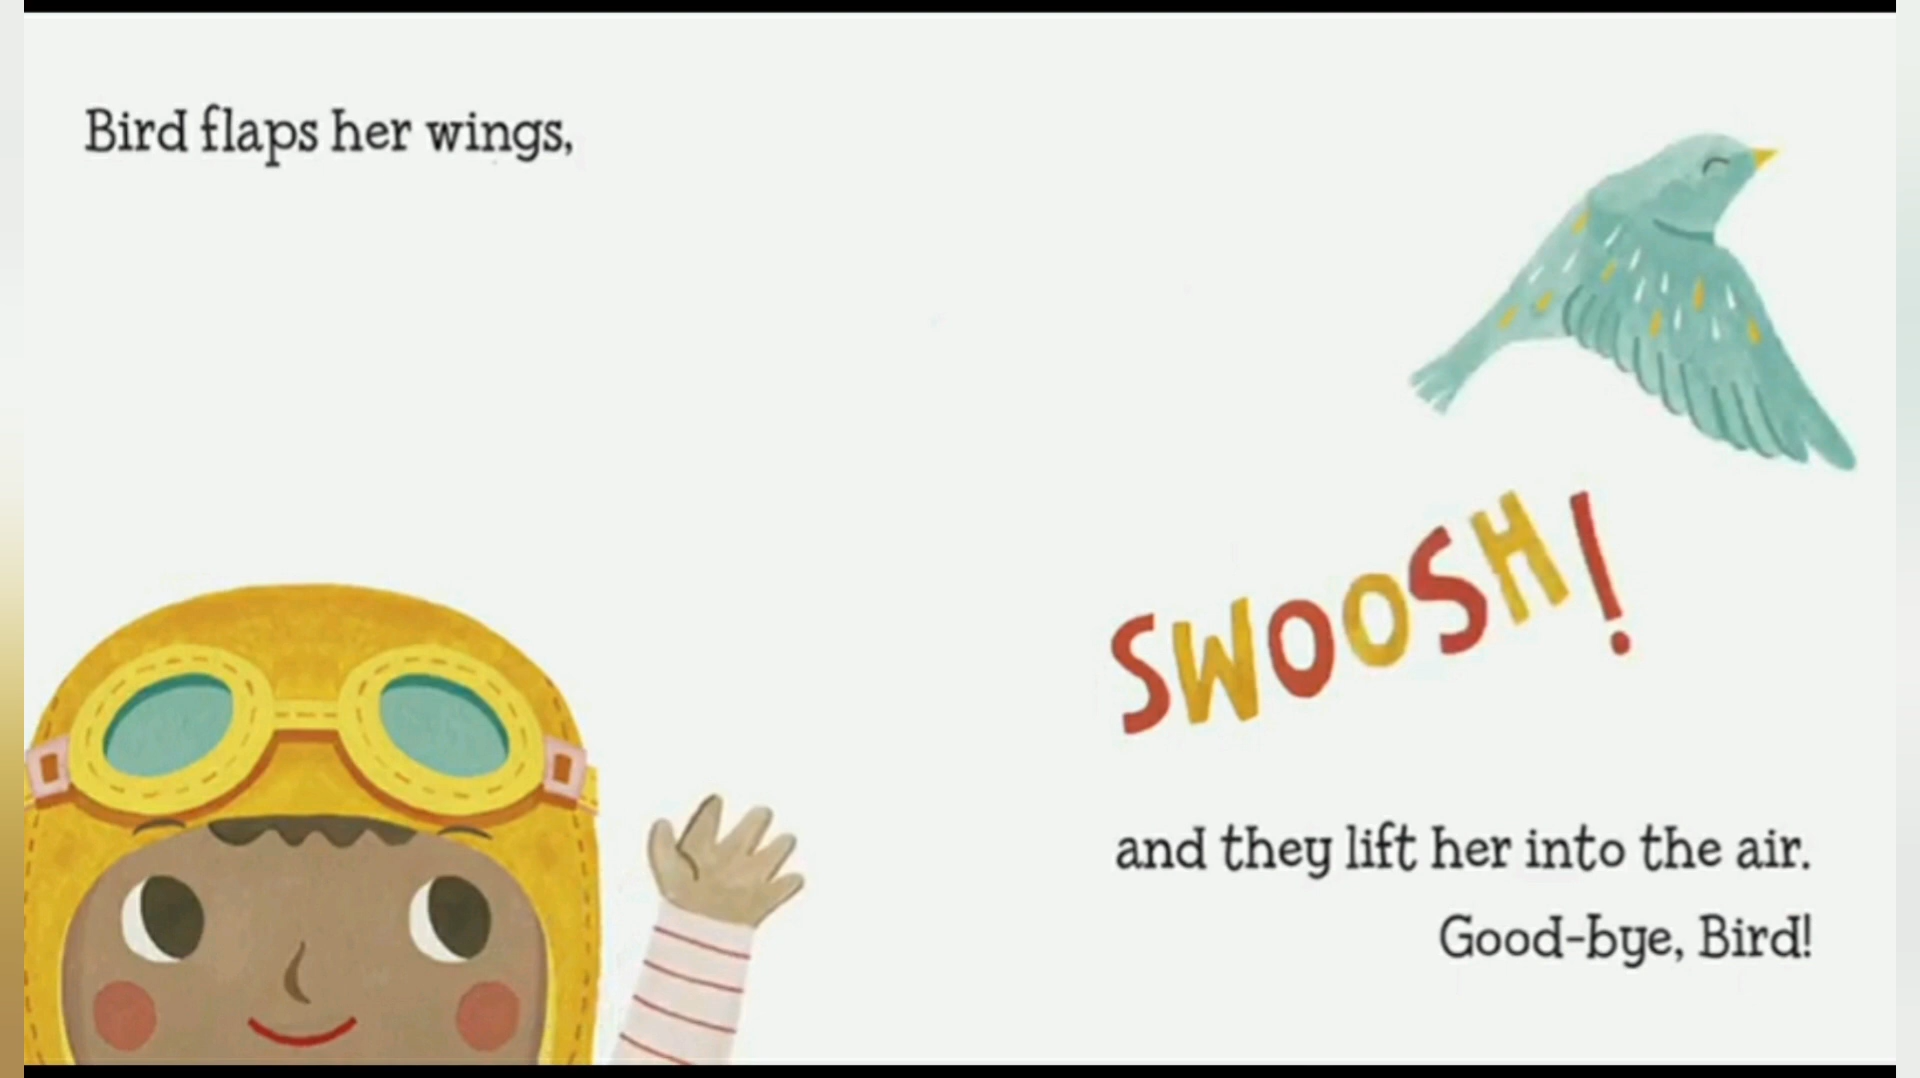 Bird flaps her wings,
SWOOSH!
and they lift her into the air.
Good-bye, Bird!